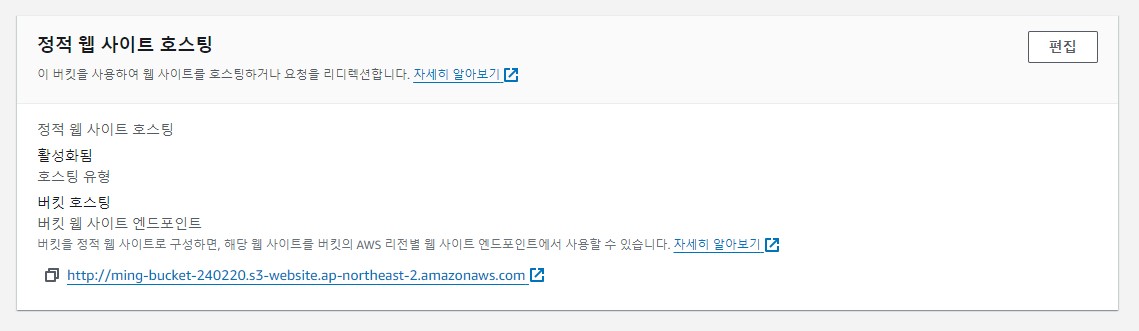 정적 웹 사이트 호스팅
편집
이 버킷을 사용하여 웹 사이트를 호스팅하거나 요청을 리디렉션합니다. 자세히 알아보기
정적 웹 사이트 호스팅
활성화됨
호스팅 유형
버킷 호스팅
버킷 웹 사이트 엔드포인트
버킷을 정적 웹 사이트로 구성하면, 해당 웹 사이트를 버킷의 AWS 리전별 웹 사이트 엔드포인트에서 사용할 수 있습니다. 자세히 알아보기
http://ming-bucket-240220.s3-website.ap-northeast-2.amazonaws.com